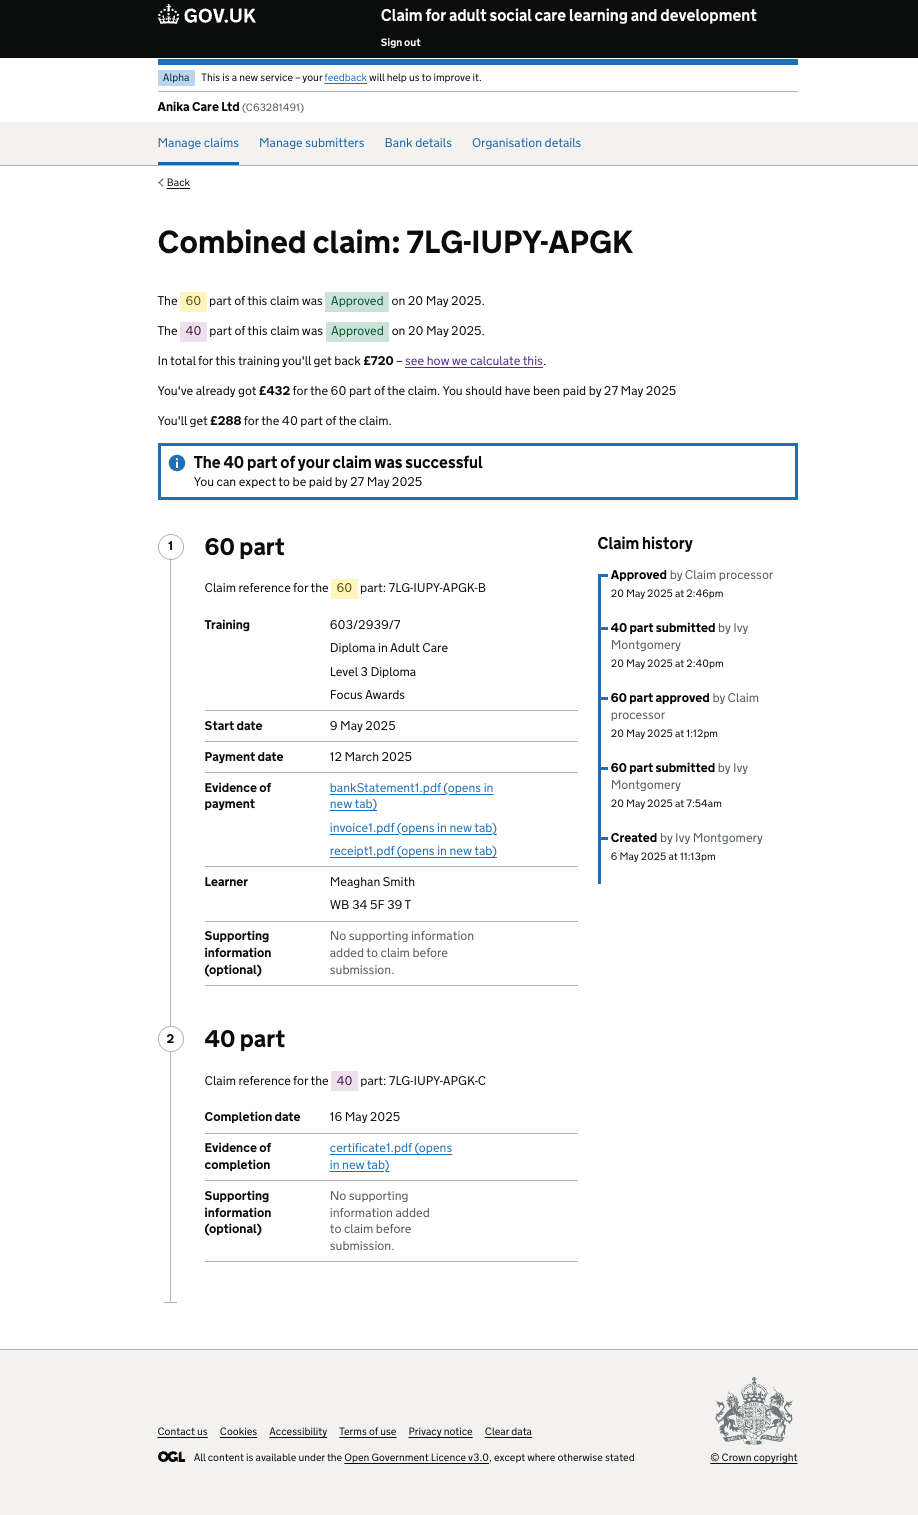 GOV.UK
Claim for adult social care learning and development
Sign out
Alpha This is a new service – your feedback will help us to improve it.
Anika Care Ltd (C63281491)
Manage claims Manage submitters Bank details Organisation details
Back
Combined claim: 7LG-IUPY-APGK
The 60 part of this claim was Approved on 20 May 2025.
The 40 part of this claim was Approved on 20 May 2025.
In total for this training you'll get back £720 – see how we calculate this.
You've already got £432 for the 60 part of the claim. You should have been paid by 27 May 2025
You'll get £288 for the 40 part of the claim.
The 40 part of your claim was successful
You can expect to be paid by 27 May 2025
1
60 part
Claim reference for the 60 part: 7LG-IUPY-APGK-B
Training 603/2939/7
Diploma in Adult Care
Level 3 Diploma
Focus Awards
Start date 9 May 2025
Payment date 12 March 2025
Evidence of payment
bankStatement1.pdf (opens in
new tab)
invoice1.pdf (opens in new tab)
receipt1.pdf (opens in new tab)
Learner Meaghan Smith
WB 34 5F 39 T
Supporting
information
(optional)
No supporting information
added to claim before
submission.
2
40 part
Claim reference for the 40 part: 7LG-IUPY-APGK-C
Completion date 16 May 2025
Evidence of
completion
certificate1.pdf (opens
in new tab)
Supporting
information
(optional)
No supporting
information added
to claim before
submission.
Claim history
Approved by Claim processor
20 May 2025 at 2:46pm
40 part submitted by Ivy
Montgomery
20 May 2025 at 2:40pm
60 part approved by Claim
processor
20 May 2025 at 1:12pm
60 part submitted by Ivy
Montgomery
20 May 2025 at 7:54am
Created by Ivy Montgomery
6 May 2025 at 11:13pm
Contact us Cookies Accessibility Terms of use Privacy notice Clear data
OGL All content is available under the Open Government Licence v3.0, except where otherwise stated
© Crown copyright